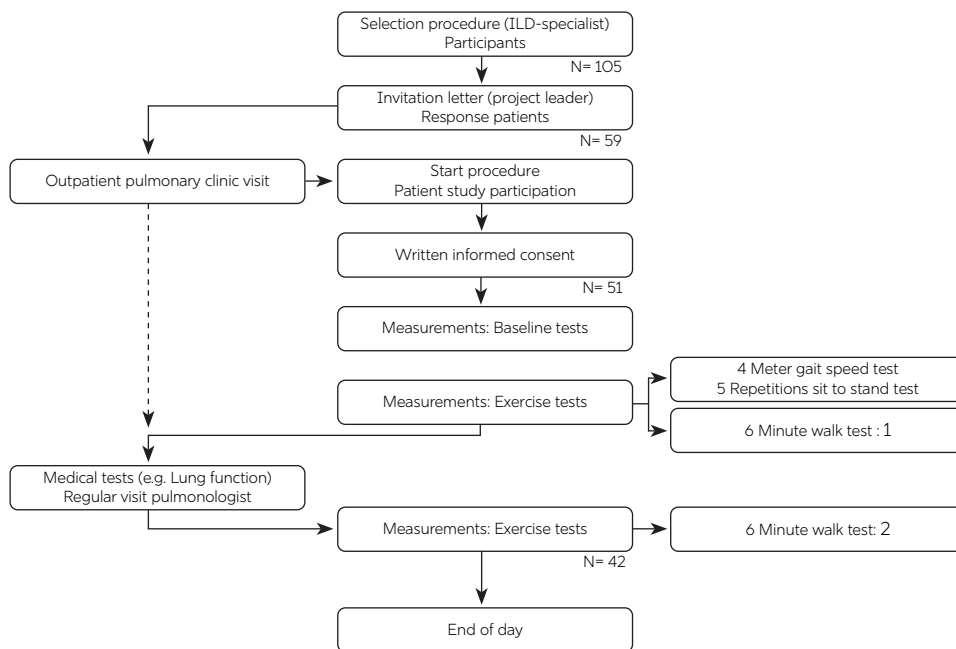 Selection procedure (ILD-specialist)
Participants
N= 105
Invitation letter (project leader)
Response patients
N= 59
Outpatient pulmonary clinic visit
Start procedure
Patient study participation
Written informed consent
N= 51
Measurements: Baseline tests
4 Meter gait speed test
5 Repetitions sit to stand test
Measurements: Exercise tests
6 Minute walk test : 1
Medical tests (e.g. Lung function)
Regular visit pulmonologist
Measurements: Exercise tests
6 Minute walk test: 2
N= 42
End of day